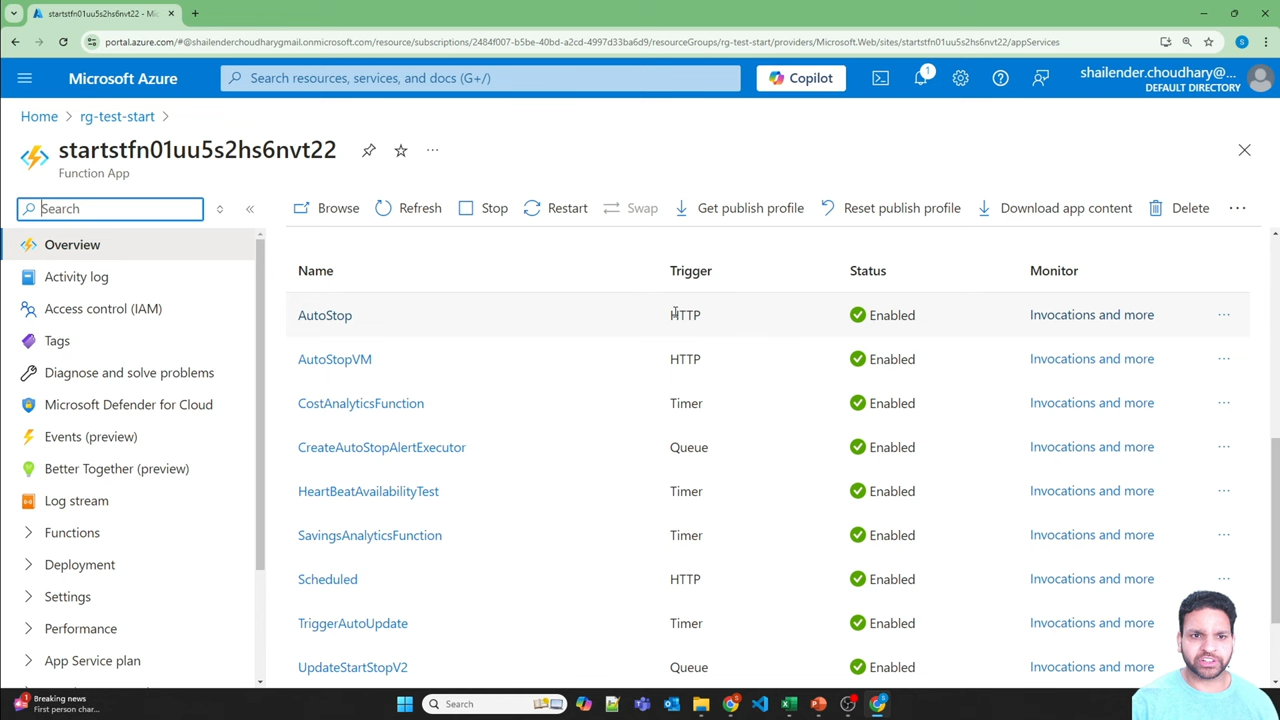 startstfn01uu5s2hs6nvt22 - Mic
portal.azure.com/#@shailenderchoudharygmail.onmicrosoft.com/resource/subscriptions/2484f007-b5be-40bd-a2cd-4997d33ba6d9/resourceGroups/rg-test-start/providers/Microsoft.Web/sites/startstfn01uu5s2hs6nvt22/appServices
S
Microsoft Azure
Search resources, services, and docs (G+/)
Copilot
1
shailender.choudhary@...
DEFAULT DIRECTORY
Home > rg-test-start >
startstfn01uu5s2hs6nvt22
Function App
Search
Browse Refresh Stop Restart Swap Get publish profile Reset publish profile Download app content Delete
Overview
Activity log
Access control (IAM)
Tags
Diagnose and solve problems
Microsoft Defender for Cloud
Events (preview)
Better Together (preview)
Log stream
Functions
Deployment
Settings
Performance
App Service plan
Name Trigger Status Monitor
AutoStop HTTP Enabled Invocations and more
AutoStopVM HTTP Enabled Invocations and more
CostAnalyticsFunction Timer Enabled Invocations and more
CreateAutoStopAlertExecutor Queue Enabled Invocations and more
HeartBeatAvailabilityTest Timer Enabled Invocations and more
SavingsAnalyticsFunction Timer Enabled Invocations and more
Scheduled HTTP Enabled Invocations and more
TriggerAutoUpdate Timer Enabled Invocations and more
UpdateStartStopV2 Queue Enabled Invocations and more
1
Breaking news
First person char...
Search